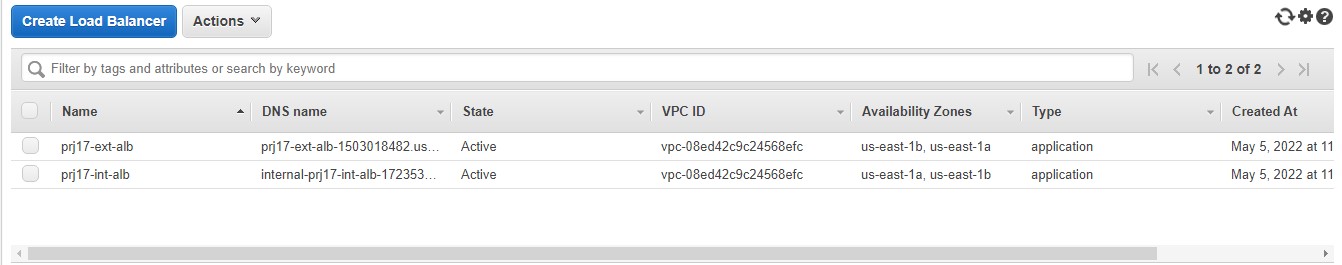 Create Load Balancer Actions
Filter by tags and attributes or search by keyword 1 to 2 of 2
Name DNS name State VPC ID Availability Zones Type Created At
prj17-ext-alb prj17-ext-alb-1503018482.us... Active vpc-08ed42c9c24568efc us-east-1b, us-east-1a application May 5, 2022 at 11
prj17-int-alb internal-prj17-int-alb-172353... Active vpc-08ed42c9c24568efc us-east-1a, us-east-1b application May 5, 2022 at 11